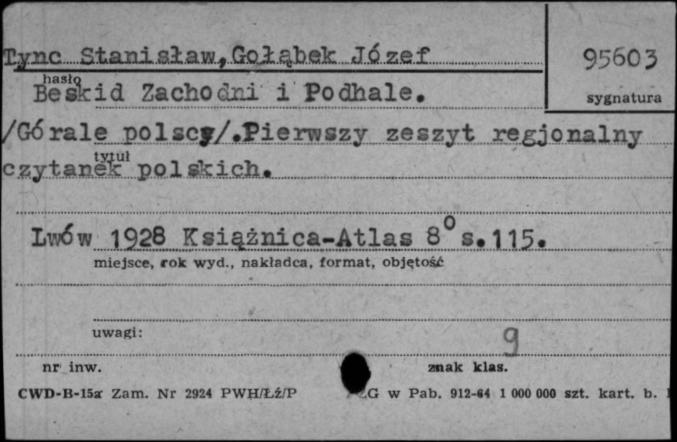 Tync Stanisław,Gołąbek Józef
95603
hasło
sygnatura
Beskid Zachodni i Podhale.
/Górale polscy/.Pierwszy zeszyt regjonalny
tytuł
czytanek polskich.
Lwów 1928 Książnica-Atlas 8° s.115.
miejsce, rok wyd., nakładca, format, objętość
uwagi:
9
nr inw.
znak klas.
CWD-B-15a Zam. Nr 2924 PWH/Łź/P
G w Pab. 912-64 1 000 000 szt. kart. b.